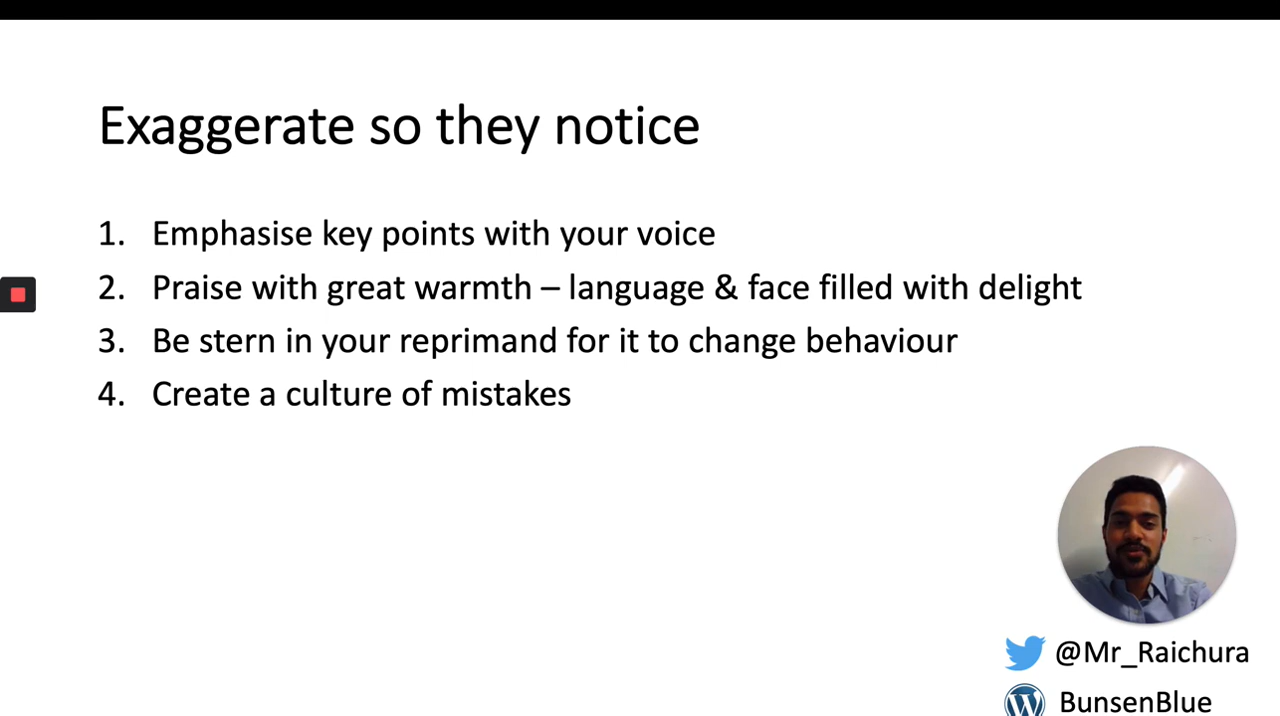 Exaggerate so they notice
1. Emphasise key points with your voice
2. Praise with great warmth – language & face filled with delight
3. Be stern in your reprimand for it to change behaviour
4. Create a culture of mistakes
@Mr_Raichura
BunsenBlue